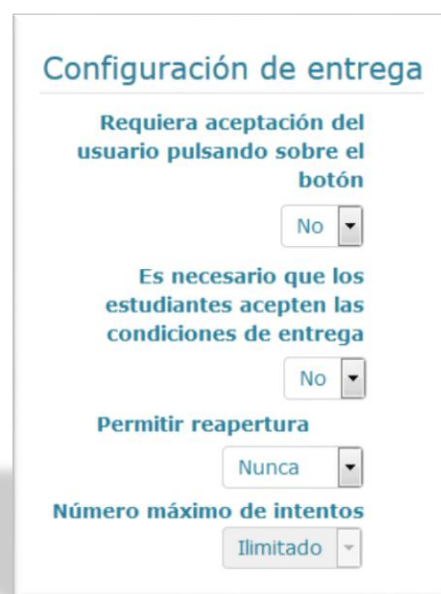 Configuración de entrega
Requiera aceptación del
usuario pulsando sobre el
botón
No
Es necesario que los
estudiantes acepten las
condiciones de entrega
No
Permitir reapertura
Nunca
Número máximo de intentos
Ilimitado